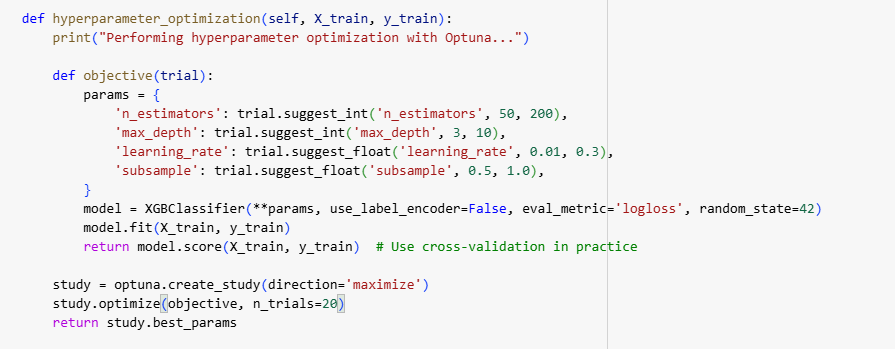 def hyperparameter_optimization(self, X_train, y_train):
    print("Performing hyperparameter optimization with Optuna...")

    def objective(trial):
        params = {
            'n_estimators': trial.suggest_int('n_estimators', 50, 200),
            'max_depth': trial.suggest_int('max_depth', 3, 10),
            'learning_rate': trial.suggest_float('learning_rate', 0.01, 0.3),
            'subsample': trial.suggest_float('subsample', 0.5, 1.0),
        }
        model = XGBClassifier(**params, use_label_encoder=False, eval_metric='logloss', random_state=42)
        model.fit(X_train, y_train)
        return model.score(X_train, y_train)  # Use cross-validation in practice

    study = optuna.create_study(direction='maximize')
    study.optimize(objective, n_trials=20)
    return study.best_params